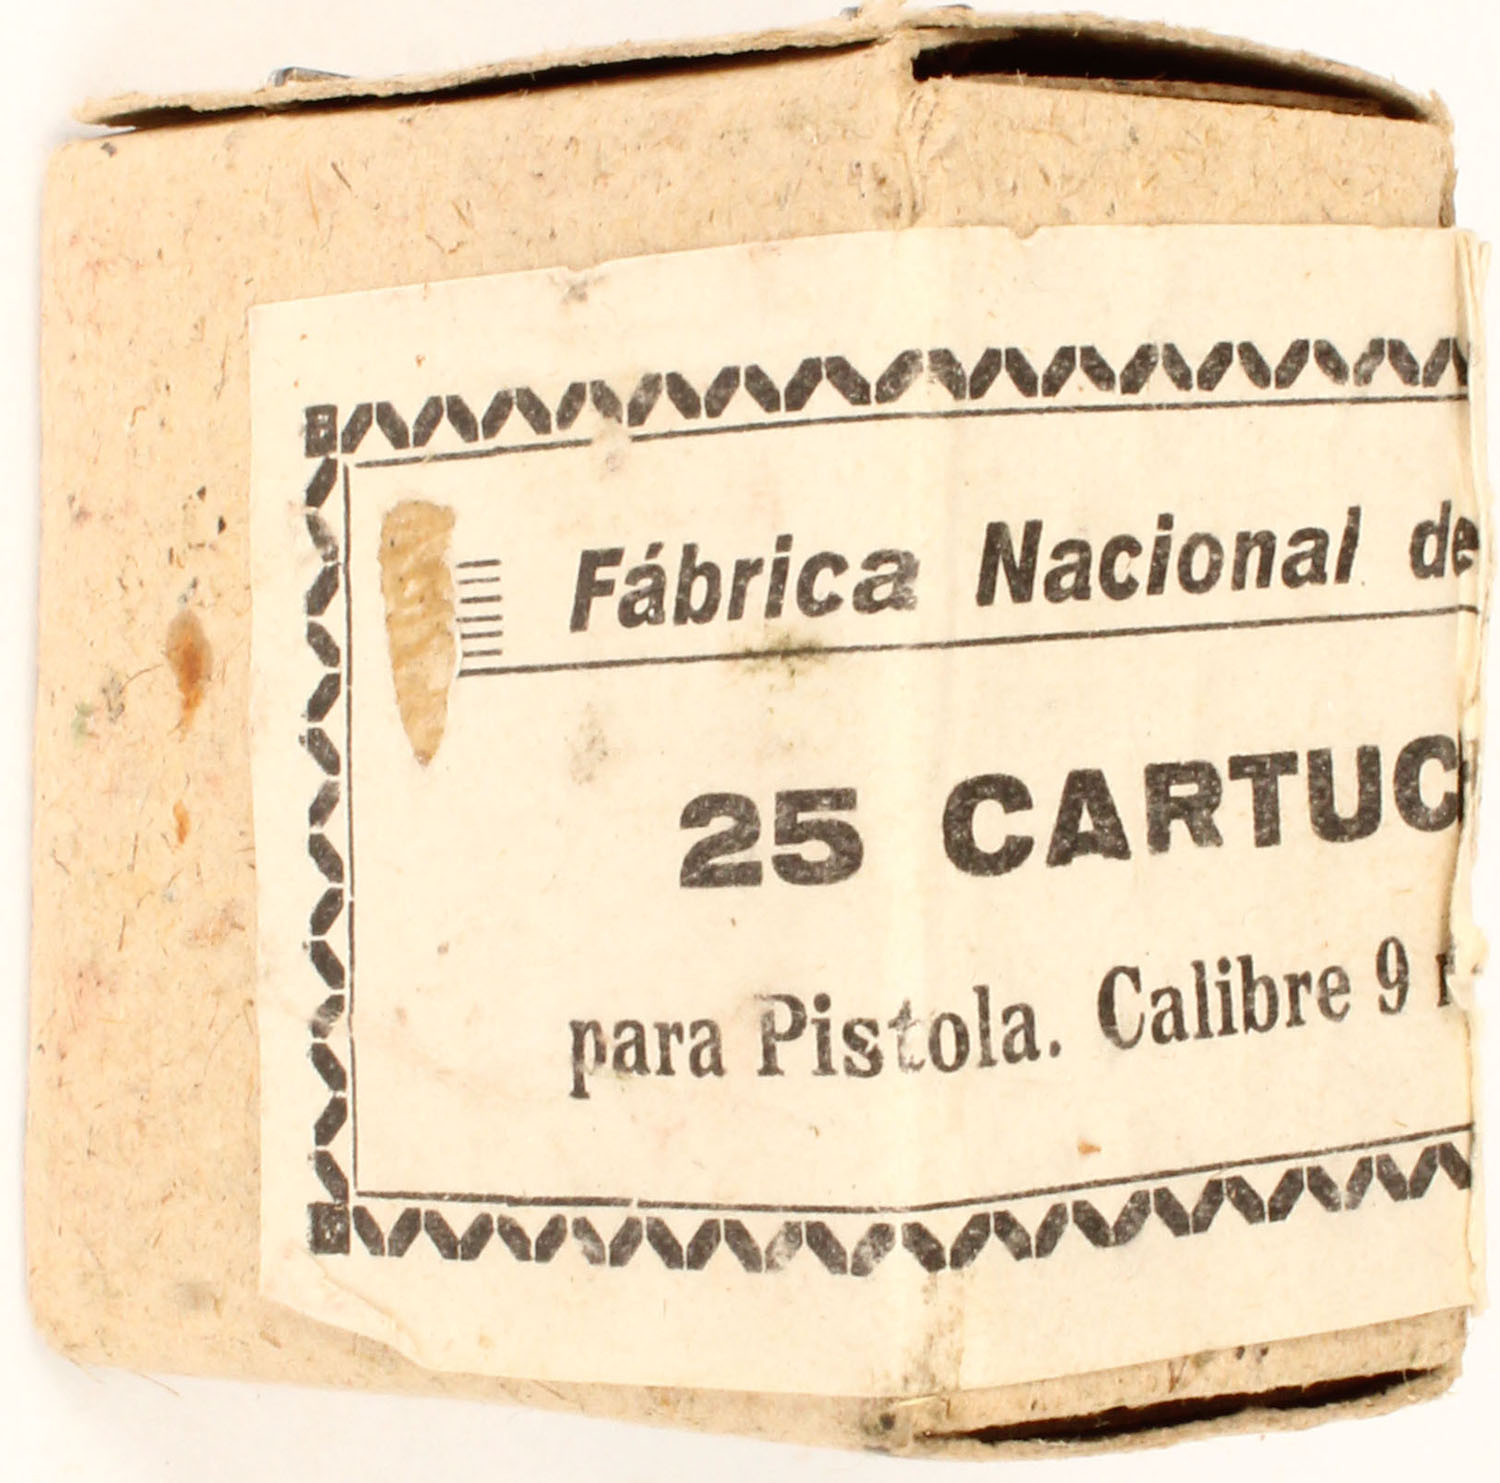 Fábrica Nacional de
25 CARTUC
para Pistola. Calibre 9